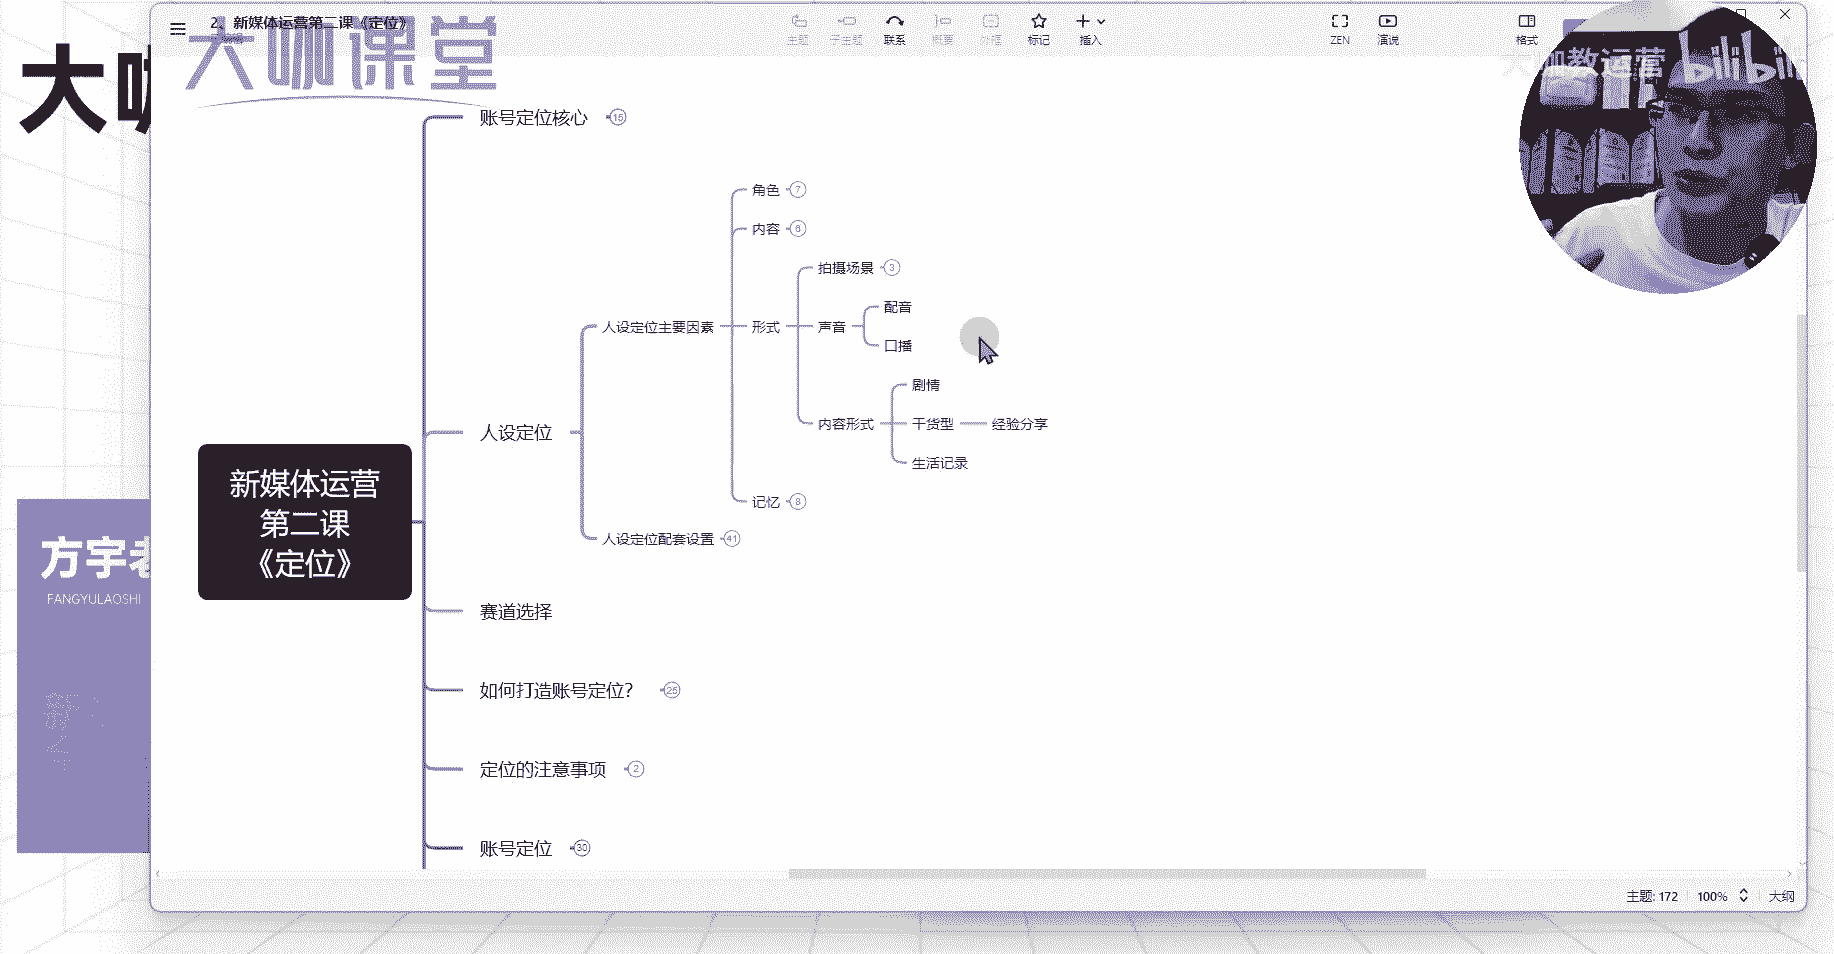 2、新媒体运营第二课《定位》
大咖课堂
主题
子主题
联系
概要
外框
标记
插入
ZEN
演说
格式
大咖教运营
bilibili
大咖
账号定位核心
15
角色
7
内容
6
拍摄场景
3
配音
人设定位主要因素
形式
声音
口播
剧情
人设定位
内容形式
干货型
经验分享
生活记录
新媒体运营
第二课
《定位》
记忆
8
人设定位配套设置
41
方宇老
FANGYULAOSHI
赛道选择
如何打造账号定位?
25
定位的注意事项
2
账号定位
30
主题: 172
100%
大纲